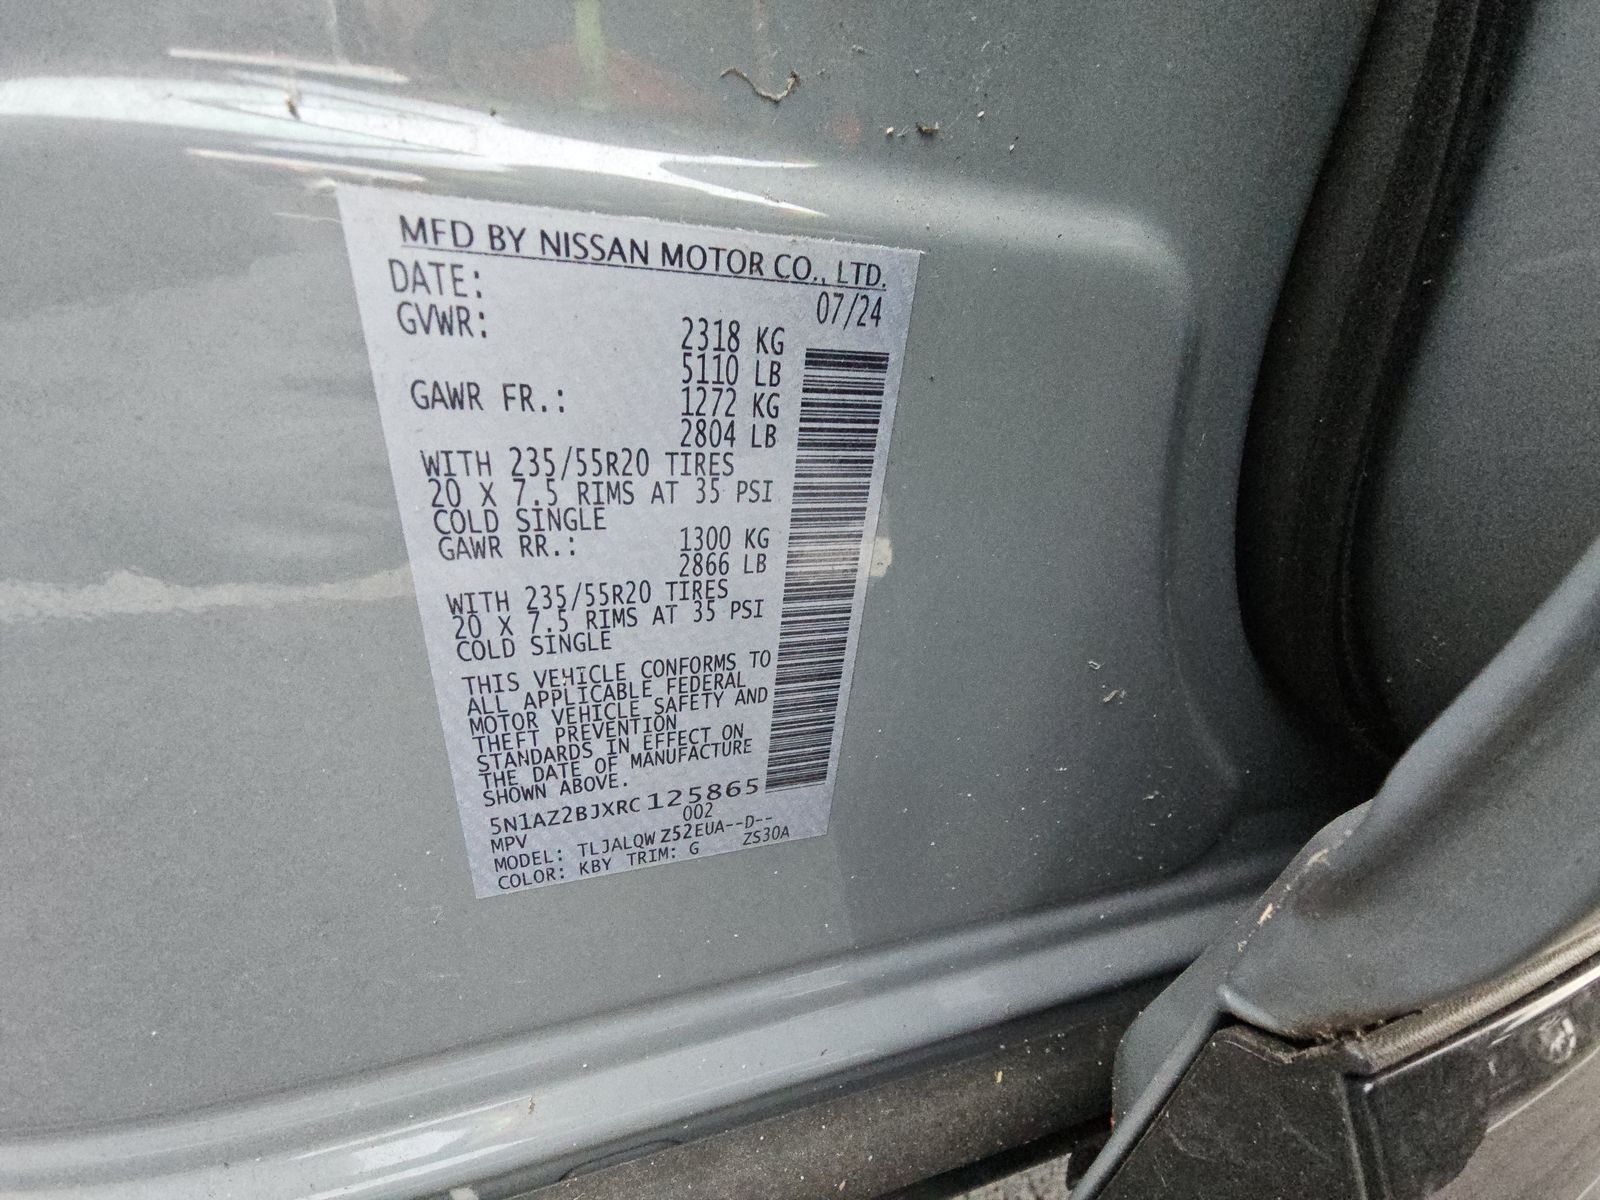 MFD BY NISSAN MOTOR CO., LTD.
DATE: 07/24
GVWR: 2318 KG
5110 LB
GAWR FR.: 1272 KG
2804 LB
WITH 235/55R20 TIRES
20 X 7.5 RIMS AT 35 PSI
COLD SINGLE
GAWR RR.: 1300 KG
2866 LB
WITH 235/55R20 TIRES
20 X 7.5 RIMS AT 35 PSI
COLD SINGLE
THIS VEHICLE CONFORMS TO
ALL APPLICABLE FEDERAL
MOTOR VEHICLE SAFETY AND
THEFT PREVENTION
STANDARDS IN EFFECT ON
THE DATE OF MANUFACTURE
SHOWN ABOVE.
5N1AZ2BJXRC125865
MPV 002
MODEL: TLJALQWZ52EUA--D--
COLOR: KBY TRIM: G ZS30A